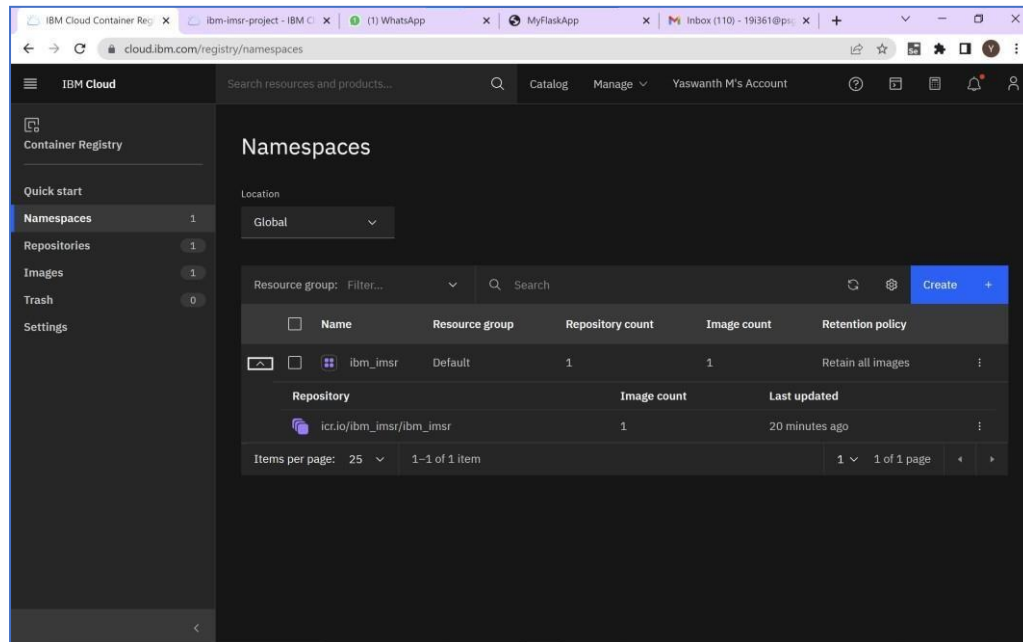 IBM Cloud Container Reg
ibm-imsr-project - IBM Cl
(1) WhatsApp
MyFlaskApp
Inbox (110) - 19i361@psg
cloud.ibm.com/registry/namespaces
Y
IBM Cloud
Search resources and products...
Catalog
Manage
Yaswanth M's Account
Container Registry
Quick start
Namespaces 1
Repositories 1
Images 1
Trash 0
Settings
Namespaces
Location
Global
Resource group: Filter...
Search
Create +
Name Resource group Repository count Image count Retention policy
ibm_imsr Default 1 1 Retain all images
Repository Image count Last updated
icr.io/ibm_imsr/ibm_imsr 1 20 minutes ago
Items per page: 25 1–1 of 1 item 1 1 of 1 page